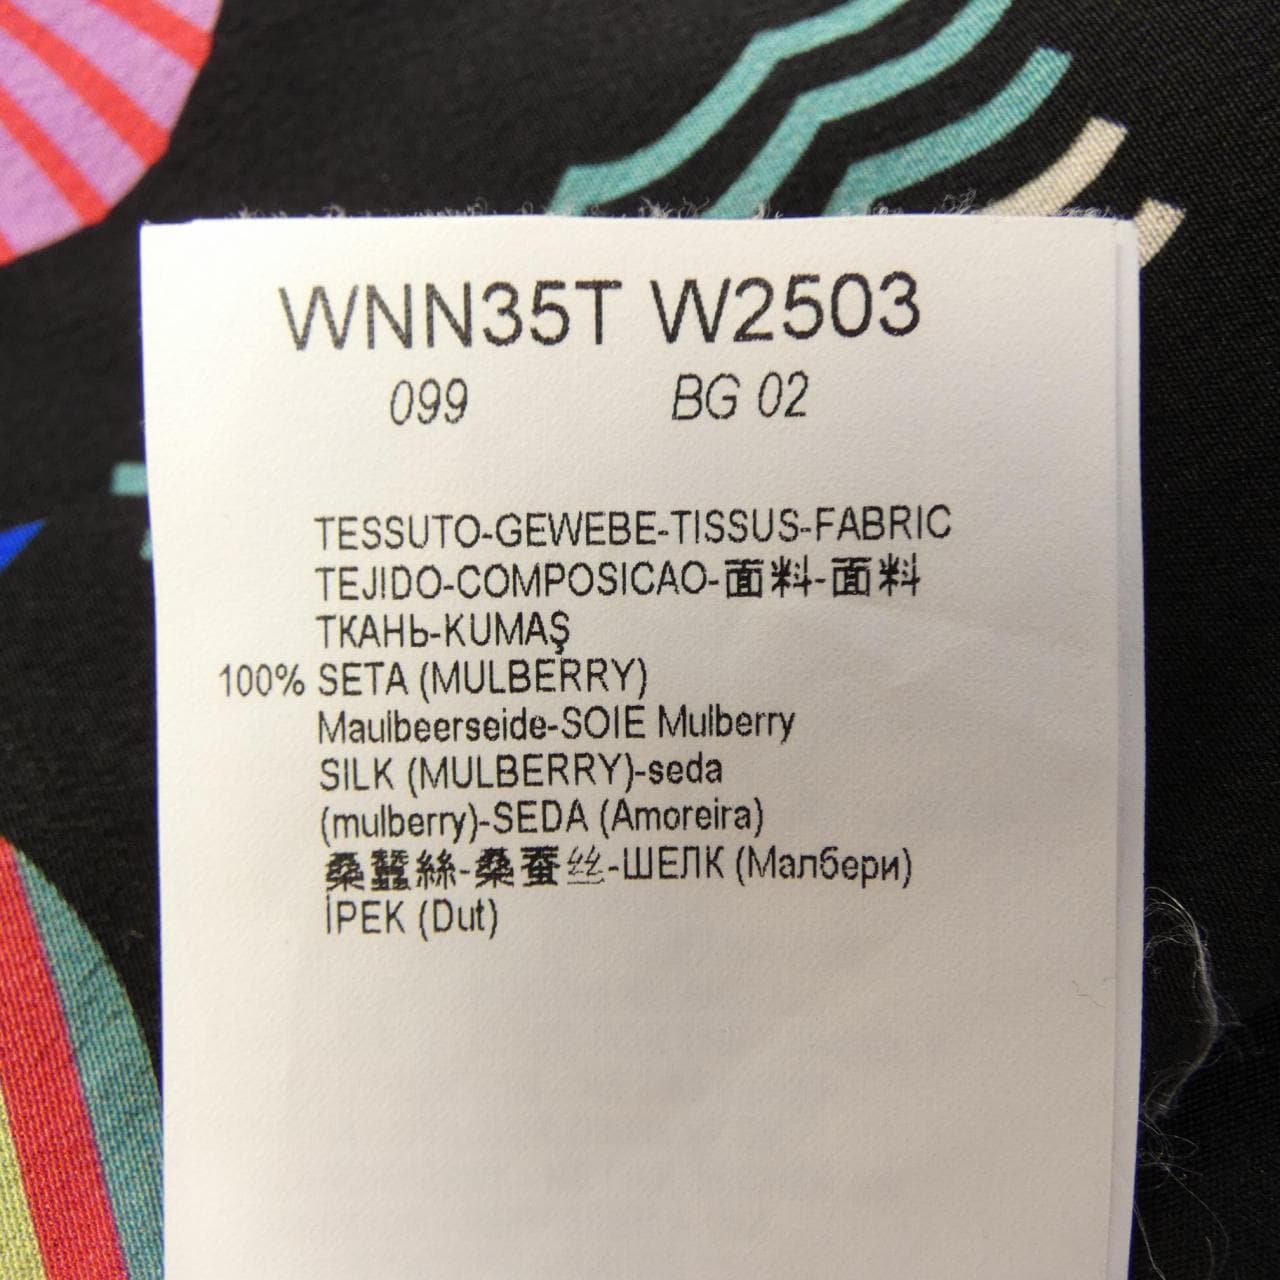 WNN35T W2503
099 BG 02
TESSUTO-GEWEBE-TISSUS-FABRIC
TEJIDO-COMPOSICAO-面料-面料
ТКАНЬ-KUMAŞ
100% SETA (MULBERRY)
Maulbeerseide-SOIE Mulberry
SILK (MULBERRY)-seda
(mulberry)-SEDA (Amoreira)
桑蠶絲-桑蚕丝-ШЕЛК (Малбери)
İPEK (Dut)